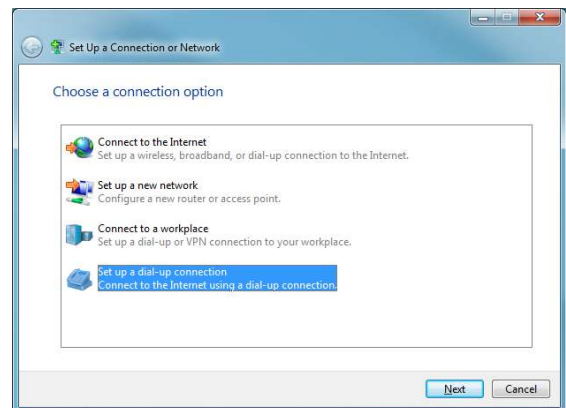 Set Up a Connection or Network
Choose a connection option
Connect to the Internet
Set up a wireless, broadband, or dial-up connection to the Internet.
Set up a new network
Configure a new router or access point.
Connect to a workplace
Set up a dial-up or VPN connection to your workplace.
Set up a dial-up connection
Connect to the Internet using a dial-up connection.
Next Cancel